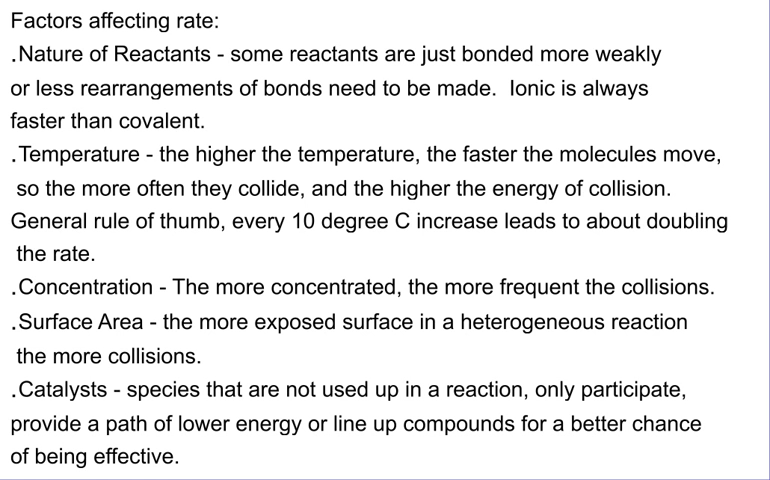 Factors affecting rate:
.Nature of Reactants - some reactants are just bonded more weakly
or less rearrangements of bonds need to be made.  Ionic is always
faster than covalent.
.Temperature - the higher the temperature, the faster the molecules move,
so the more often they collide, and the higher the energy of collision.
General rule of thumb, every 10 degree C increase leads to about doubling
the rate.
.Concentration - The more concentrated, the more frequent the collisions.
.Surface Area - the more exposed surface in a heterogeneous reaction
the more collisions.
.Catalysts - species that are not used up in a reaction, only participate,
provide a path of lower energy or line up compounds for a better chance
of being effective.